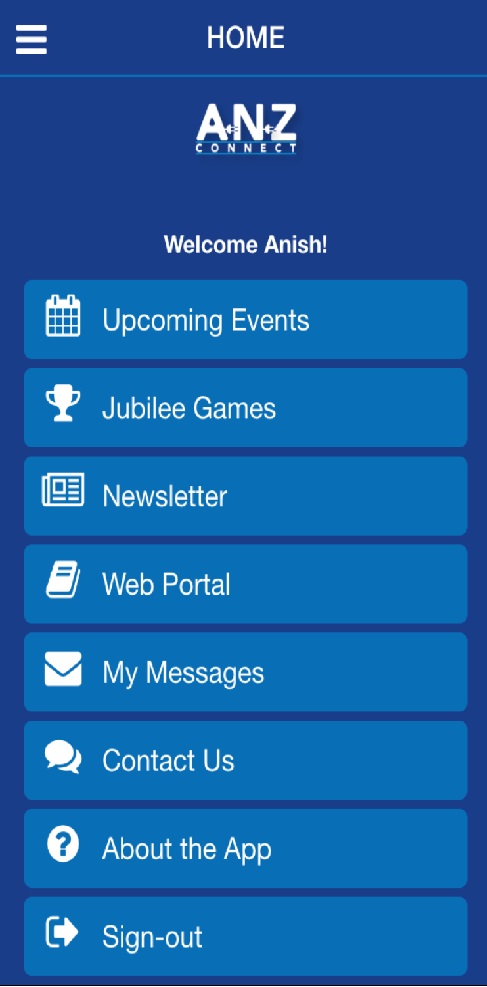 HOME
A·N·Z
CONNECT
Welcome Anish!
Upcoming Events
Jubilee Games
Newsletter
Web Portal
My Messages
Contact Us
About the App
Sign-out